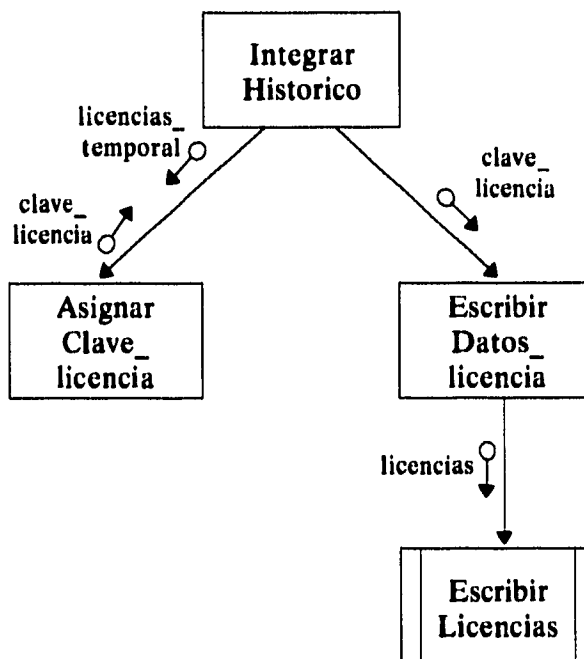 Integrar
Historico
licencias_
temporal
clave_
licencia
clave_
licencia
Asignar
Clave_
licencia
Escribir
Datos_
licencia
licencias
Escribir
Licencias